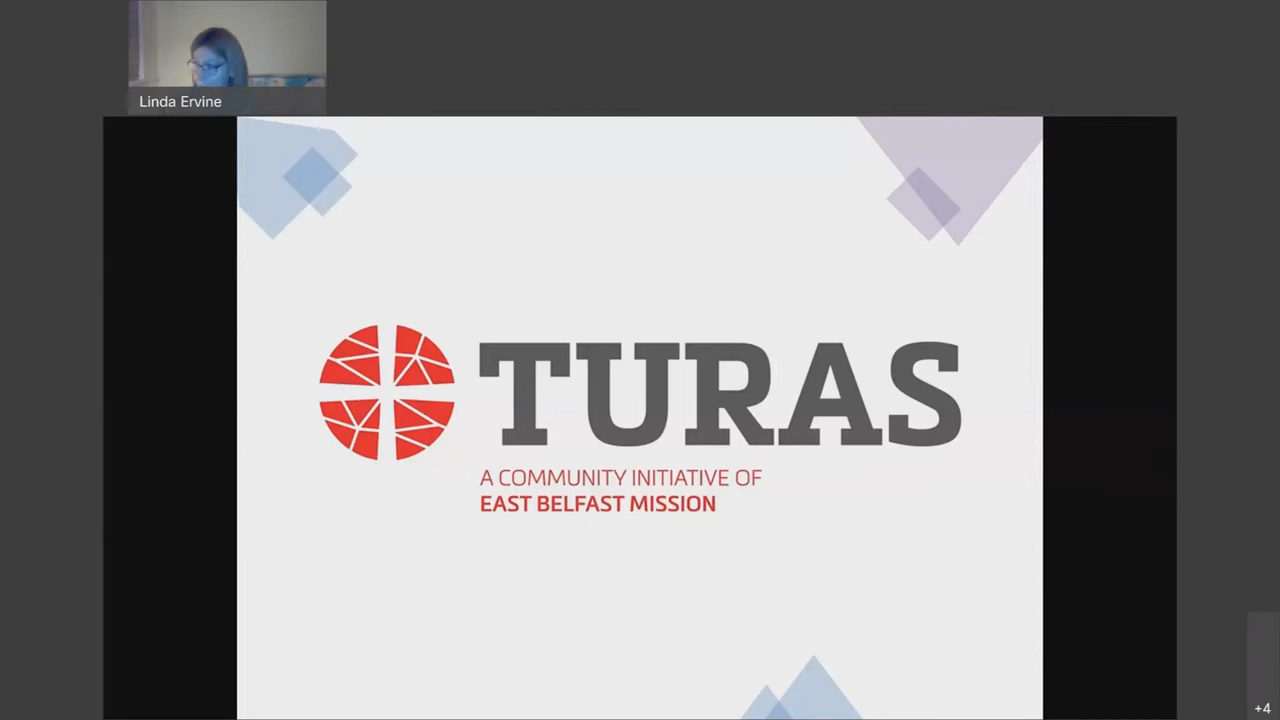 Linda Ervine
TURAS
A COMMUNITY INITIATIVE OF
EAST BELFAST MISSION
+4